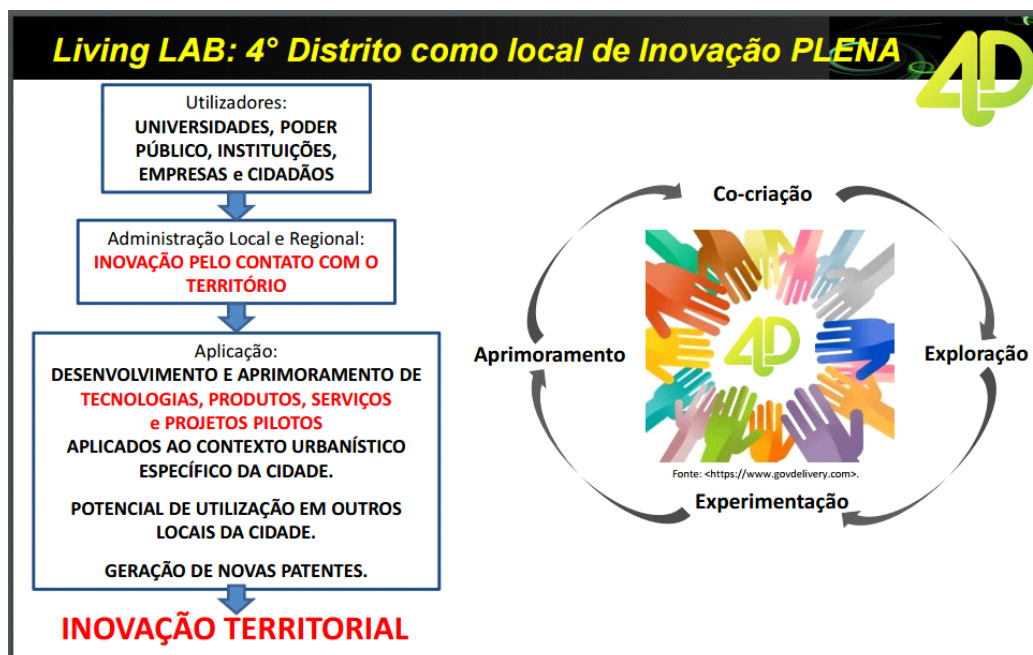 Living LAB: 4° Distrito como local de Inovação PLENA
4D
Utilizadores:
UNIVERSIDADES, PODER
PÚBLICO, INSTITUIÇÕES,
EMPRESAS e CIDADÃOS
Administração Local e Regional:
INOVAÇÃO PELO CONTATO COM O
TERRITÓRIO
Aplicação:
DESENVOLVIMENTO E APRIMORAMENTO DE
TECNOLOGIAS, PRODUTOS, SERVIÇOS
e PROJETOS PILOTOS
APLICADOS AO CONTEXTO URBANÍSTICO
ESPECÍFICO DA CIDADE.
POTENCIAL DE UTILIZAÇÃO EM OUTROS
LOCAIS DA CIDADE.
GERAÇÃO DE NOVAS PATENTES.
INOVAÇÃO TERRITORIAL
Co-criação
Exploração
Experimentação
Aprimoramento
4D
Fonte: <https://www.govdelivery.com>.